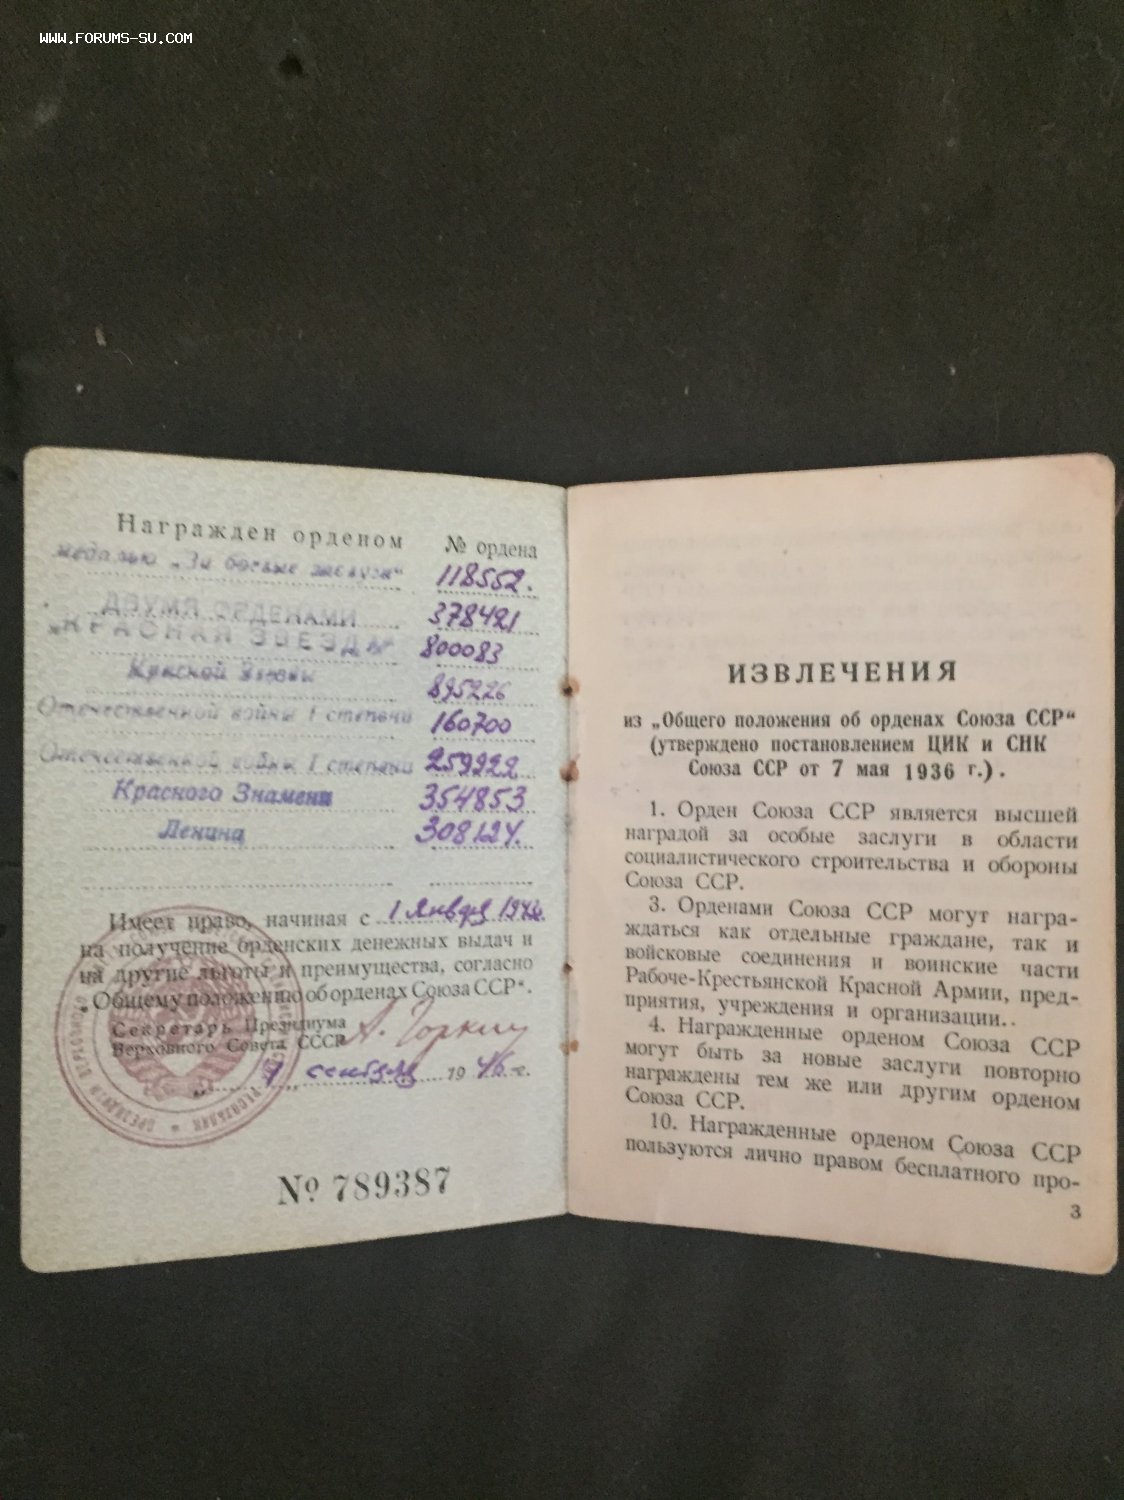 WWW.FORUMS-SU.COM
Награжден орденом
№ ордена
медалью „За боевые заслуги“ 118552.
ДВУМЯ ОРДЕНАМИ 378421
„КРАСНАЯ ЗВЕЗДА“ 800083
Красной Звезды 895226
Отечественной войны I степени 160700
Отечественной войны I степени 259222
Красного Знамени 354853
Ленина 308124.
Имеет право, начиная с 1 января
на получение орденских денежных выдач и
на другие льготы и преимущества, согласно
„Общему положению об орденах Союза ССР“.
Секретарь Президиума
Верховного Совета СССР А. Горкин
сентября 19 46 г.
№ 789387
ИЗВЛЕЧЕНИЯ
из „Общего положения об орденах Союза ССР“
(утверждено постановлением ЦИК и СНК
Союза ССР от 7 мая 1936 г.).
1. Орден Союза ССР является высшей
наградой за особые заслуги в области
социалистического строительства и обороны
Союза ССР.
3. Орденами Союза ССР могут награ-
ждаться как отдельные граждане, так и
войсковые соединения и воинские части
Рабоче-Крестьянской Красной Армии, пред-
приятия, учреждения и организации..
4. Награжденные орденом Союза ССР
могут быть за новые заслуги повторно
награждены тем же или другим орденом
Союза ССР.
10. Награжденные орденом Союза ССР
пользуются лично правом бесплатного про-
3